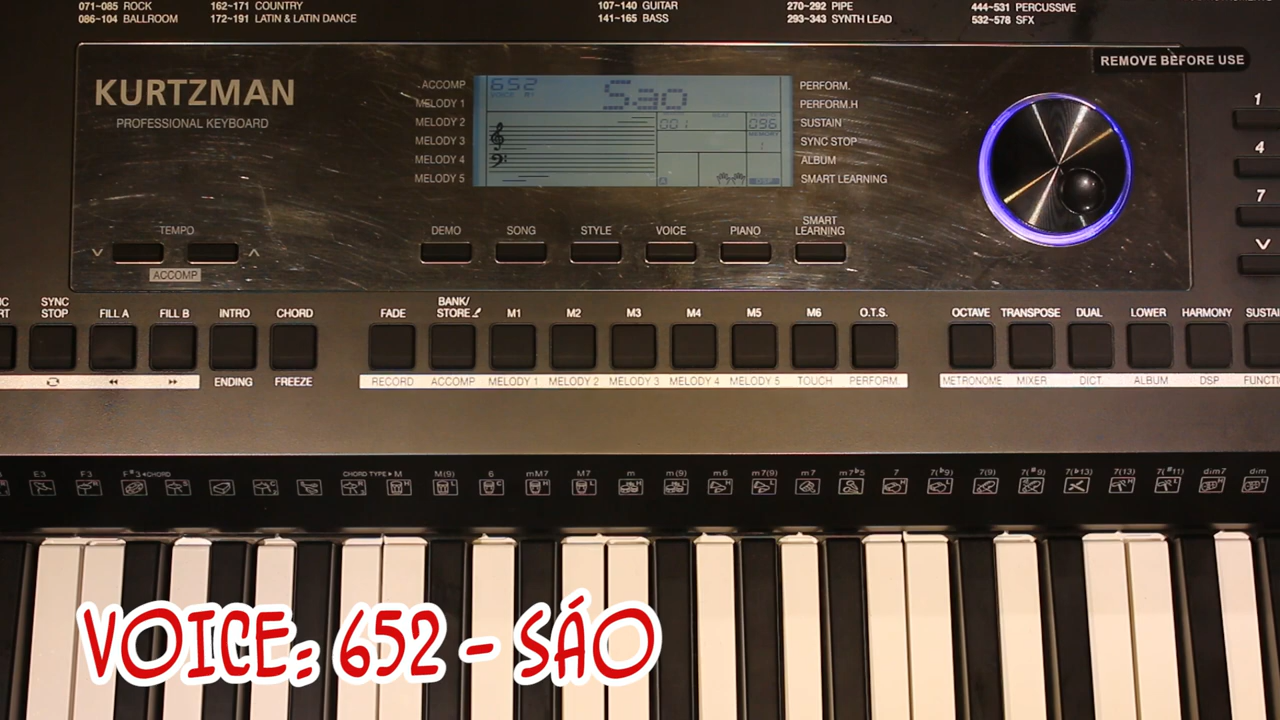 071~085 ROCK 162~171 COUNTRY 107~140 GUITAR 270~292 PIPE 444~531 PERCUSSIVE
086~104 BALLROOM 172~191 LATIN & LATIN DANCE 141~165 BASS 293~343 SYNTH LEAD 532~578 SFX
REMOVE BEFORE USE
KURTZMAN
PROFESSIONAL KEYBOARD
ACCOMP
MELODY 1
MELODY 2
MELODY 3
MELODY 4
MELODY 5
652 Sao
001 096
MEMORY
DSP
PERFORM.
PERFORM.H
SUSTAIN
SYNC STOP
ALBUM
SMART LEARNING
1
4
7
TEMPO
ACCOMP
DEMO SONG STYLE VOICE PIANO SMART LEARNING
SYNC STOP FILL A FILL B INTRO CHORD FADE BANK/STORE M1 M2 M3 M4 M5 M6 O.T.S. OCTAVE TRANSPOSE DUAL LOWER HARMONY
ENDING FREEZE RECORD ACCOMP MELODY 1 MELODY 2 MELODY 3 MELODY 4 MELODY 5 TOUCH PERFORM. METRONOME MIXER DICT. ALBUM DSP
E3 F3 F#3 CHORD CHORD TYPE M M(9) 6 mM7 M7 m m(9) m6 m7(9) m7 m7♭5 7 7(♭9) 7(9) 7(#9) 7(♭13) 7(13) 7(#11) dim7 dim
VOICE: 652 - SÁO